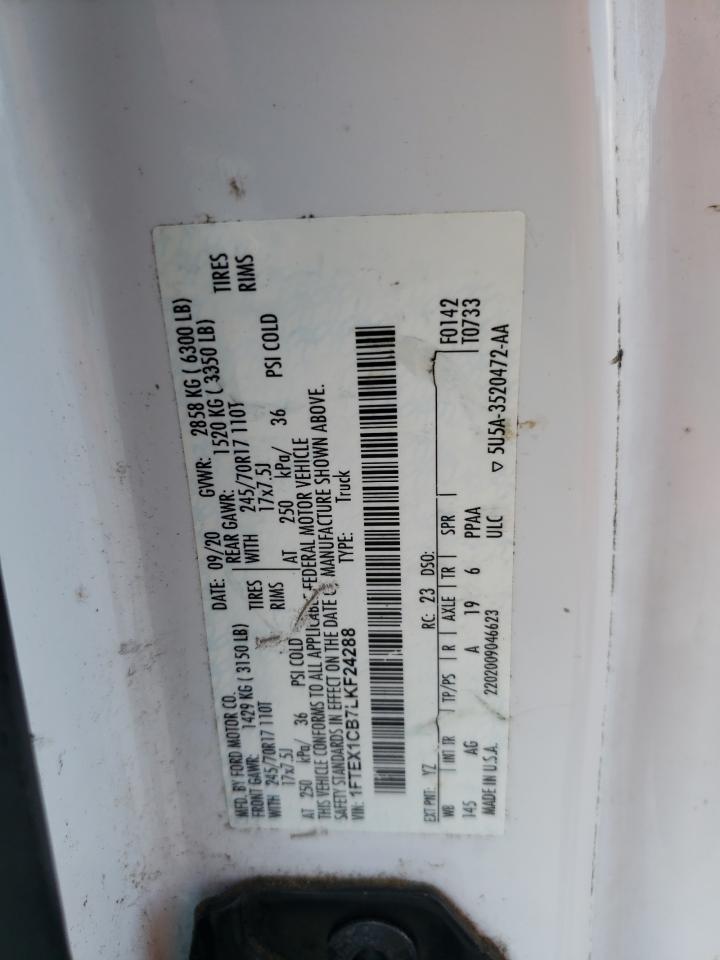 MFD. BY FORD MOTOR CO.
DATE: 09/20 GVWR: 2858 KG ( 6300 LB)
FRONT GAWR: 1429 KG ( 3150 LB) REAR GAWR: 1520 KG ( 3350 LB)
WITH 245/70R17 110T TIRES WITH 245/70R17 110T TIRES
17x7.5J RIMS 17x7.5J RIMS
AT 250 kPa/ 36 PSI COLD AT 250 kPa/ 36 PSI COLD
THIS VEHICLE CONFORMS TO ALL APPLICABLE FEDERAL MOTOR VEHICLE
SAFETY STANDARDS IN EFFECT ON THE DATE MANUFACTURE SHOWN ABOVE.
VIN: 1FTEX1CB7LKF24288 TYPE: Truck
EXT PNT: YZ RC: 23 DSO: F0142
WB INT TR TP/PS R AXLE TR SPR T0733
145 AG A 19 6 PPAA
MADE IN U.S.A. 2202009046623 ULC 5U5A-3520472-AA